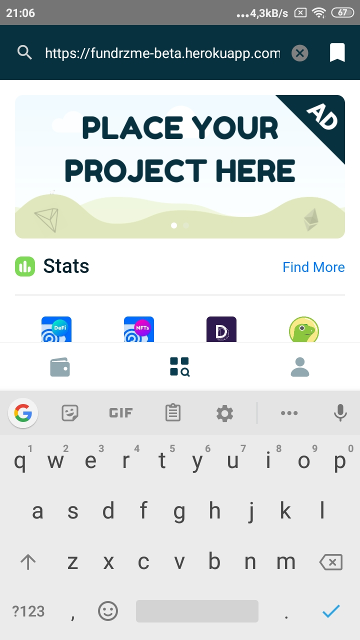 21:06
...4,3kB/s
67
https://fundrzme-beta.herokuapp.com
AD
PLACE YOUR
PROJECT HERE
Stats
Find More
DeFi
NFTs
D
G
GIF
1 2 3 4 5 6 7 8 9 0
q w e r t y u i o p
a s d f g h j k l
z x c v b n m
?123 , .